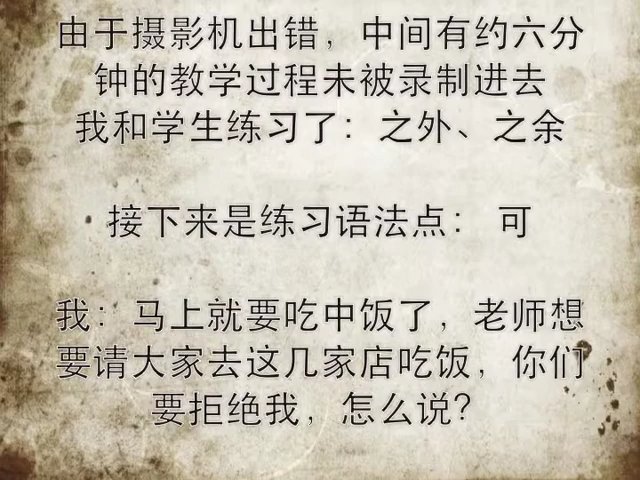 由于摄影机出错，中间有约六分
钟的教学过程未被录制进去
我和学生练习了：之外、之余
接下来是练习语法点： 可
我：马上就要吃中饭了，老师想
要请大家去这几家店吃饭，你们
要拒绝我，怎么说？